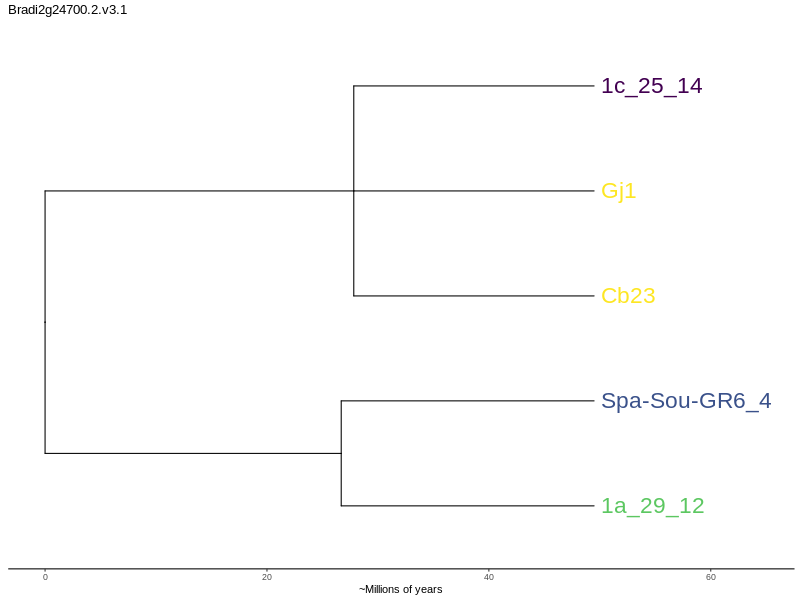 Bradi2g24700.2.v3.1
1c_25_14
Gj1
Cb23
Spa-Sou-GR6_4
1a_29_12
0 20 40 60
~Millions of years